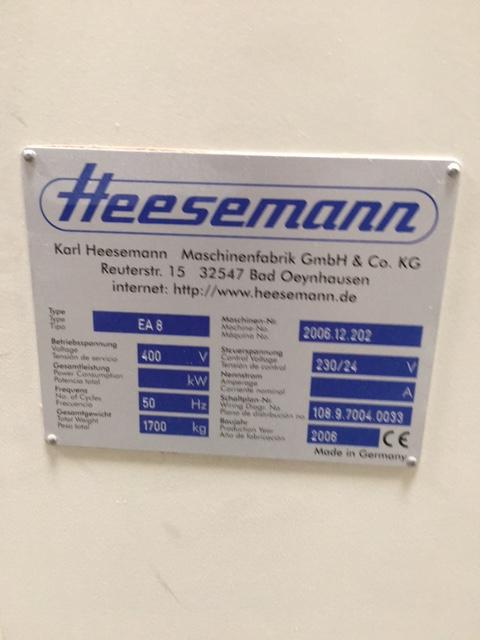 Heesemann
Karl Heesemann Maschinenfabrik GmbH & Co. KG
Reuterstr. 15 32547 Bad Oeynhausen
internet: http://www.heesemann.de
Type
Type
Tipo
EA 8
Maschinen-Nr.
Machine-No.
Máquina No.
2006.12.202
Betriebsspannung
Voltage
Tensión de servicio
400 V
Steuerspannung
Control Voltage
Tensión de control
230/24 V
Gesamtleistung
Power Consumption
Potencia total
kW
Nennstrom
Amperage
Corriente nominal
A
Frequenz
No. of Cycles
Frecuencia
50 Hz
Schaltplan-Nr.
Wiring Diagr. No.
Plano de distribución no.
108.9.7004.0033
Gesamtgewicht
Total Weight
Peso total
1700 kg
Baujahr
Production Year
Año de fabricación
2006
CE
Made in Germany